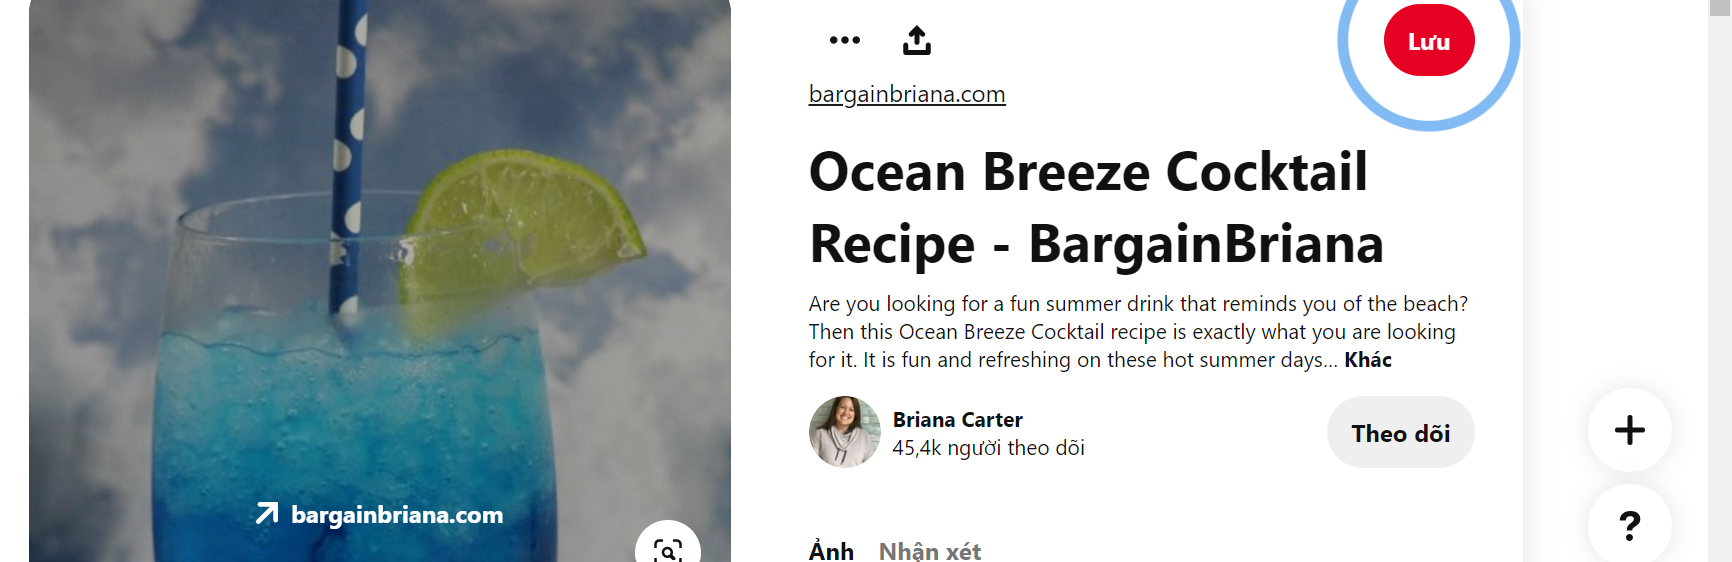 Lưu
bargainbriana.com
Ocean Breeze Cocktail
Recipe - BargainBriana
Are you looking for a fun summer drink that reminds you of the beach?
Then this Ocean Breeze Cocktail recipe is exactly what you are looking
for it. It is fun and refreshing on these hot summer days... Khác
Briana Carter
45,4k người theo dõi
Theo dõi
bargainbriana.com
Ảnh Nhận xét
?